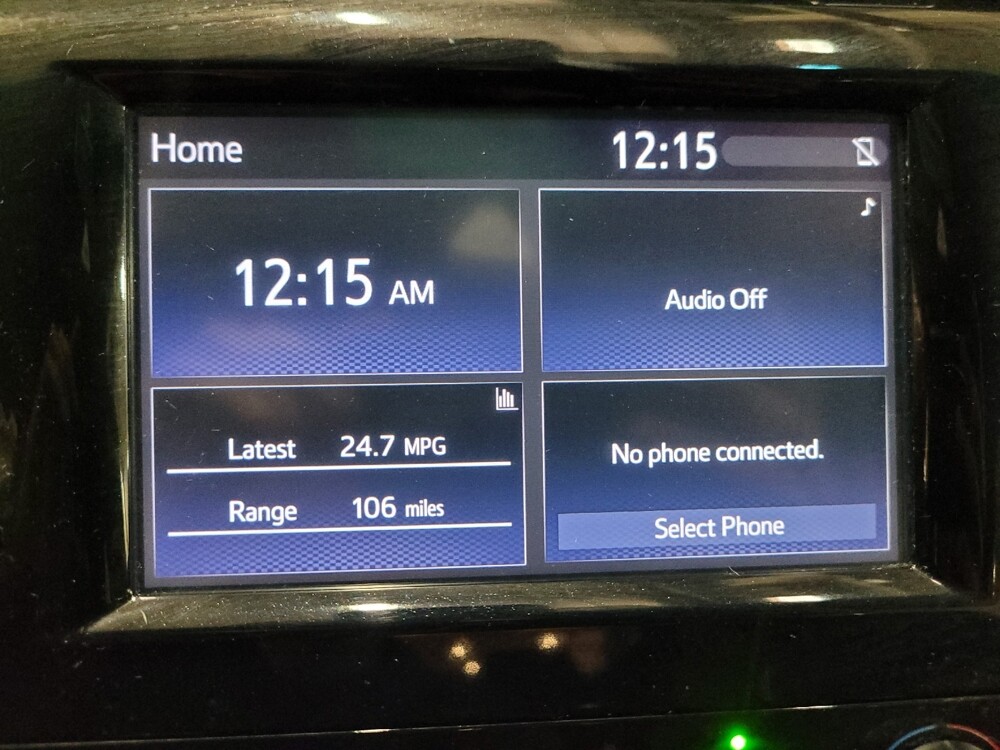 Home
12:15
12:15 AM
Audio Off
Latest 24.7 MPG
Range 106 miles
No phone connected.
Select Phone